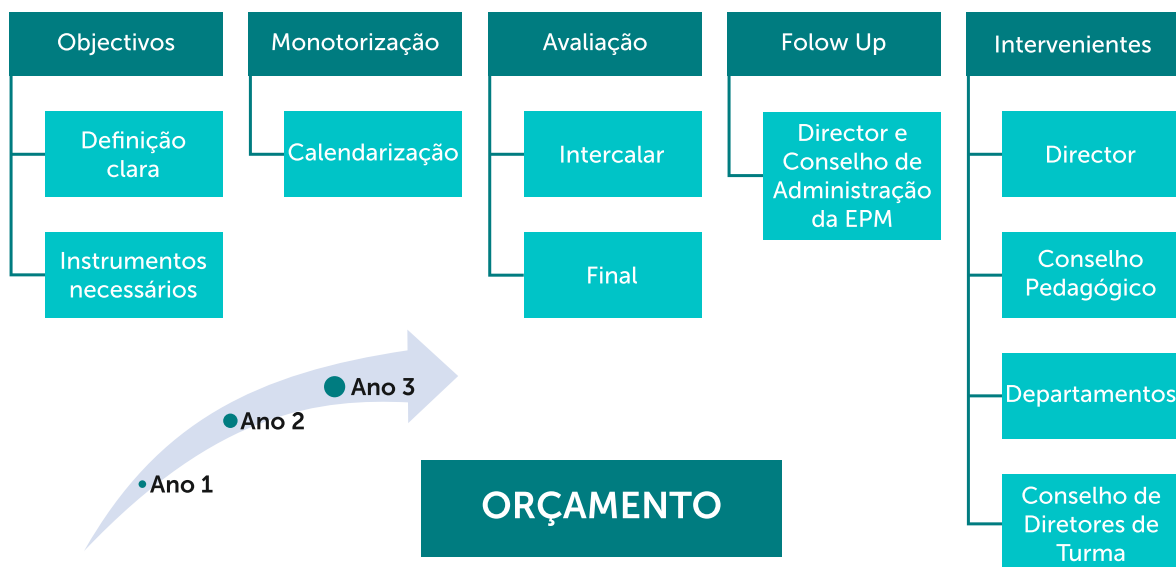 Objectivos
Definição
clara
Instrumentos
necessários
Monotorização
Calendarização
Avaliação
Intercalar
Final
Folow Up
Director e
Conselho de
Administração
da EPM
Intervenientes
Director
Conselho
Pedagógico
Departamentos
Conselho de
Diretores de
Turma
Ano 1
Ano 2
Ano 3
ORÇAMENTO